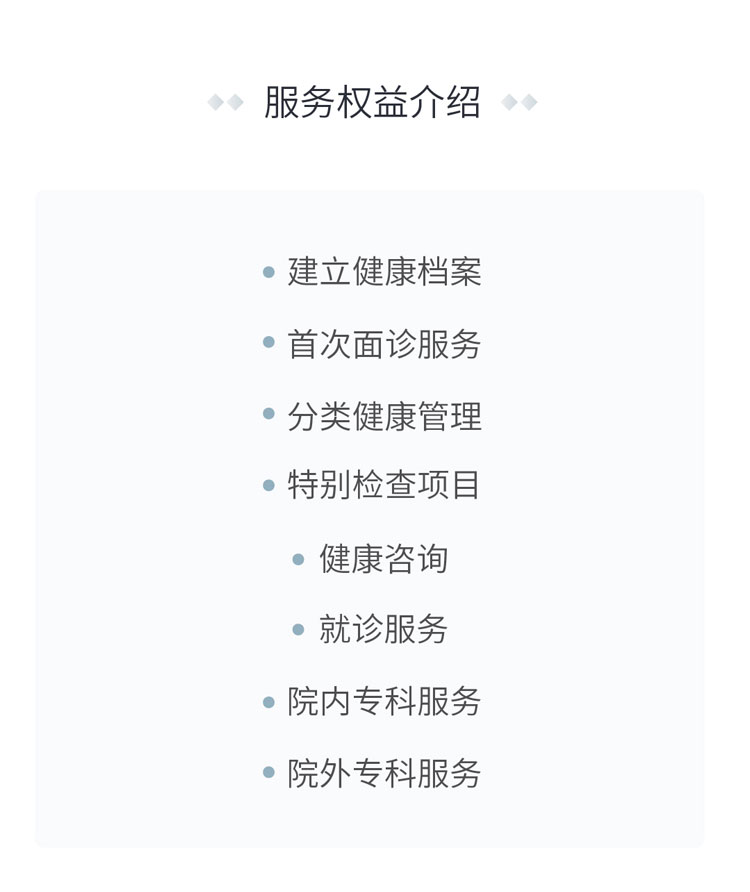 服务权益介绍
建立健康档案
首次面诊服务
分类健康管理
特别检查项目
健康咨询
就诊服务
院内专科服务
院外专科服务